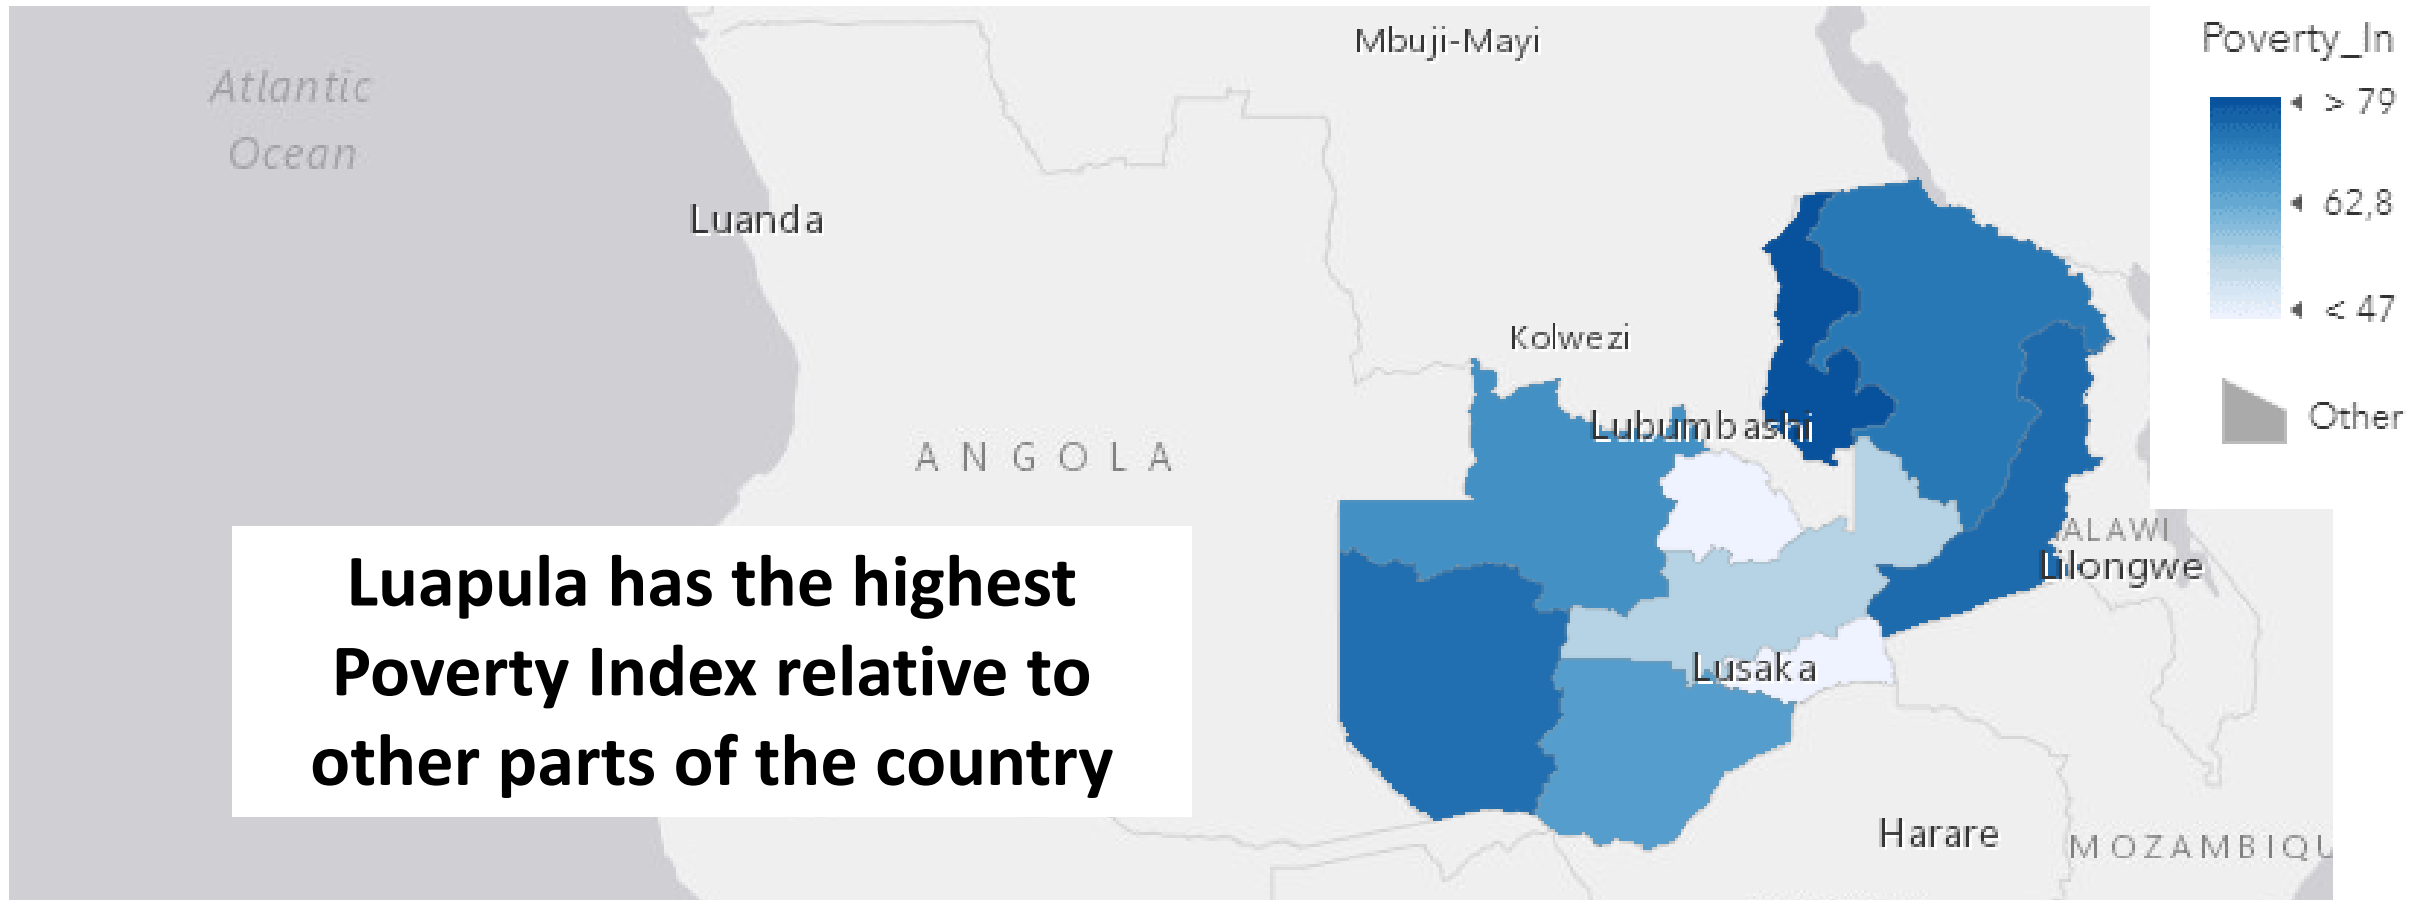 Atlantic
Ocean
Mbuji-Mayi
Luanda
Kolwezi
Lubumbashi
ANGOLA
ALAWI
Lilongwe
Lusaka
Harare
MOZAMBIQU
Luapula has the highest
Poverty Index relative to
other parts of the country
Poverty_In
> 79
62,8
< 47
Other